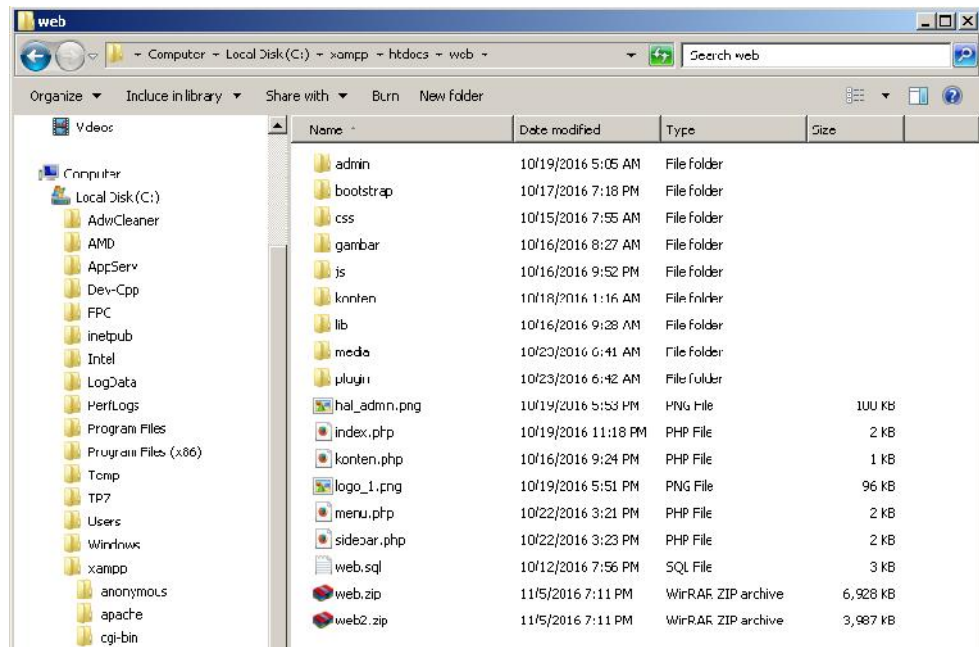 web
Computer Local Disk (C:) xampp htdocs web
Search web
Organize Include in library Share with Burn New folder
Videos
Computer
Local Disk (C:)
AdwCleaner
AMD
AppServ
Dev-Cpp
FPC
inetpub
Intel
LogData
PerfLogs
Program Files
Program Files (x86)
Temp
TP7
Users
Windows
xampp
anonymous
apache
cgi-bin
Name Date modified Type Size
admin 10/19/2016 5:05 AM File folder
bootstrap 10/17/2016 7:18 PM File folder
css 10/15/2016 7:55 AM File folder
gambar 10/16/2016 8:27 AM File folder
js 10/16/2016 9:52 PM File folder
konten 10/18/2016 1:16 AM File folder
lib 10/16/2016 9:28 AM File folder
media 10/23/2016 6:41 AM File folder
plugin 10/23/2016 6:42 AM File folder
hal_admn.png 10/19/2016 5:53 PM PNG File 100 KB
index.php 10/19/2016 11:18 PM PHP File 2 KB
konten.php 10/16/2016 9:24 PM PHP File 1 KB
logo_1.png 10/19/2016 5:51 PM PNG File 96 KB
menu.php 10/22/2016 3:21 PM PHP File 2 KB
sidebar.php 10/22/2016 3:23 PM PHP File 2 KB
web.sql 10/12/2016 7:56 PM SQL File 3 KB
web.zip 11/5/2016 7:11 PM WinRAR ZIP archive 6,928 KB
web2.zip 11/5/2016 7:11 PM WinRAR ZIP archive 3,987 KB